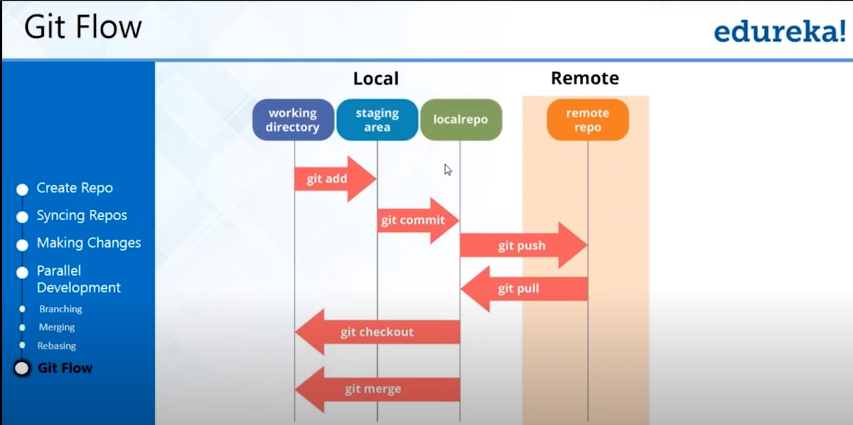 Git Flow
edureka!
Local
Remote
working
directory
staging
area
localrepo
remote
repo
git add
git commit
git push
git pull
git checkout
git merge
Create Repo
Syncing Repos
Making Changes
Parallel
Development
Branching
Merging
Rebasing
Git Flow